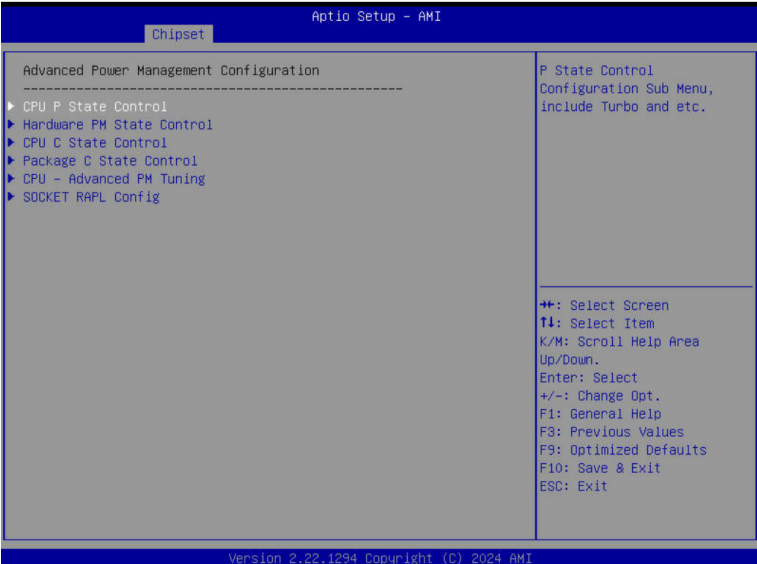 Aptio Setup – AMI
Chipset
Advanced Power Management Configuration
------------------------------------------------
▶ CPU P State Control
▶ Hardware PM State Control
▶ CPU C State Control
▶ Package C State Control
▶ CPU – Advanced PM Tuning
▶ SOCKET RAPL Config
P State Control
Configuration Sub Menu,
include Turbo and etc.
→←: Select Screen
↑↓: Select Item
K/M: Scroll Help Area
Up/Down.
Enter: Select
+/-: Change Opt.
F1: General Help
F3: Previous Values
F9: Optimized Defaults
F10: Save & Exit
ESC: Exit
Version 2.22.1294 Copyright (C) 2024 AMI